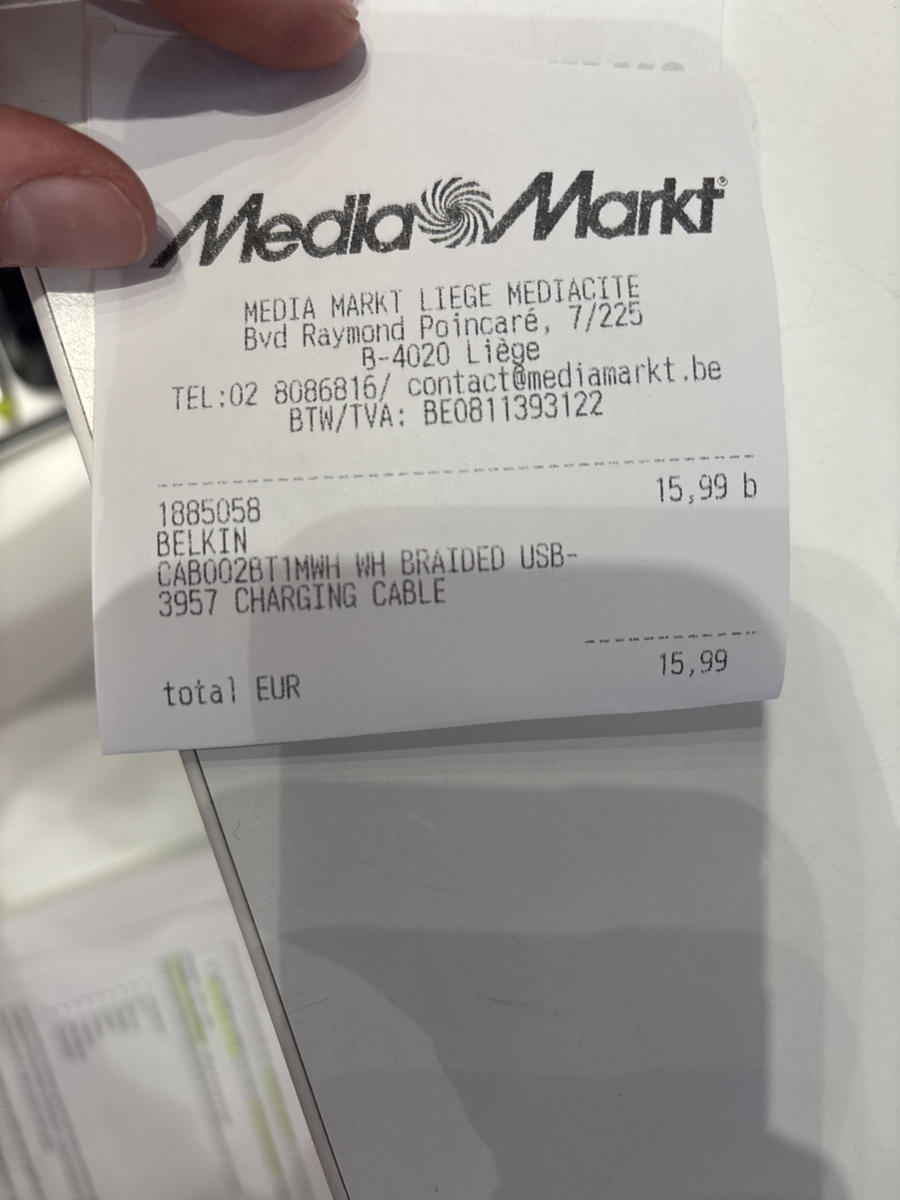 MediaMarkt®
MEDIA MARKT LIEGE MEDIACITE
Bvd Raymond Poincaré, 7/225
B-4020 Liège
TEL:02 8086816/ contact@mediamarkt.be
BTW/TVA: BE0811393122
1885058 15,99 b
BELKIN
CAB002BT1MWH WH BRAIDED USB-
3957 CHARGING CABLE
15,99
total EUR